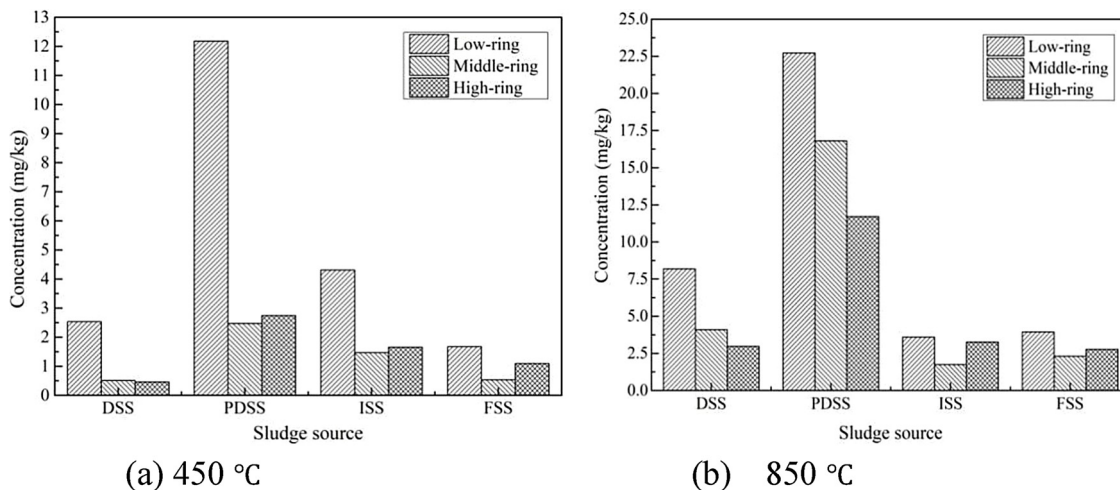 13
12
11
10
9
8
7
6
5
4
3
2
1
0
Concentration (mg/kg)
Low-ring
Middle-ring
High-ring
DSS PDSS ISS FSS
Sludge source
(a) 450 ℃
25.0
22.5
20.0
17.5
15.0
12.5
10.0
7.5
5.0
2.5
0.0
Concentration (mg/kg)
Low-ring
Middle-ring
High-ring
DSS PDSS ISS FSS
Sludge source
(b) 850 ℃